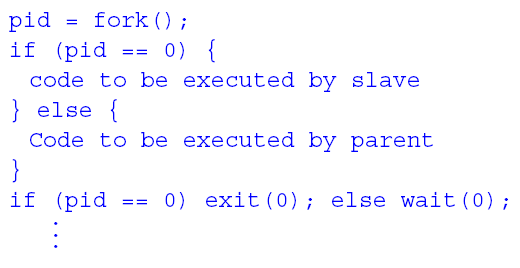 pid = fork();
if (pid == 0) {
code to be executed by slave
} else {
Code to be executed by parent
}
if (pid == 0) exit(0); else wait(0);
⋮